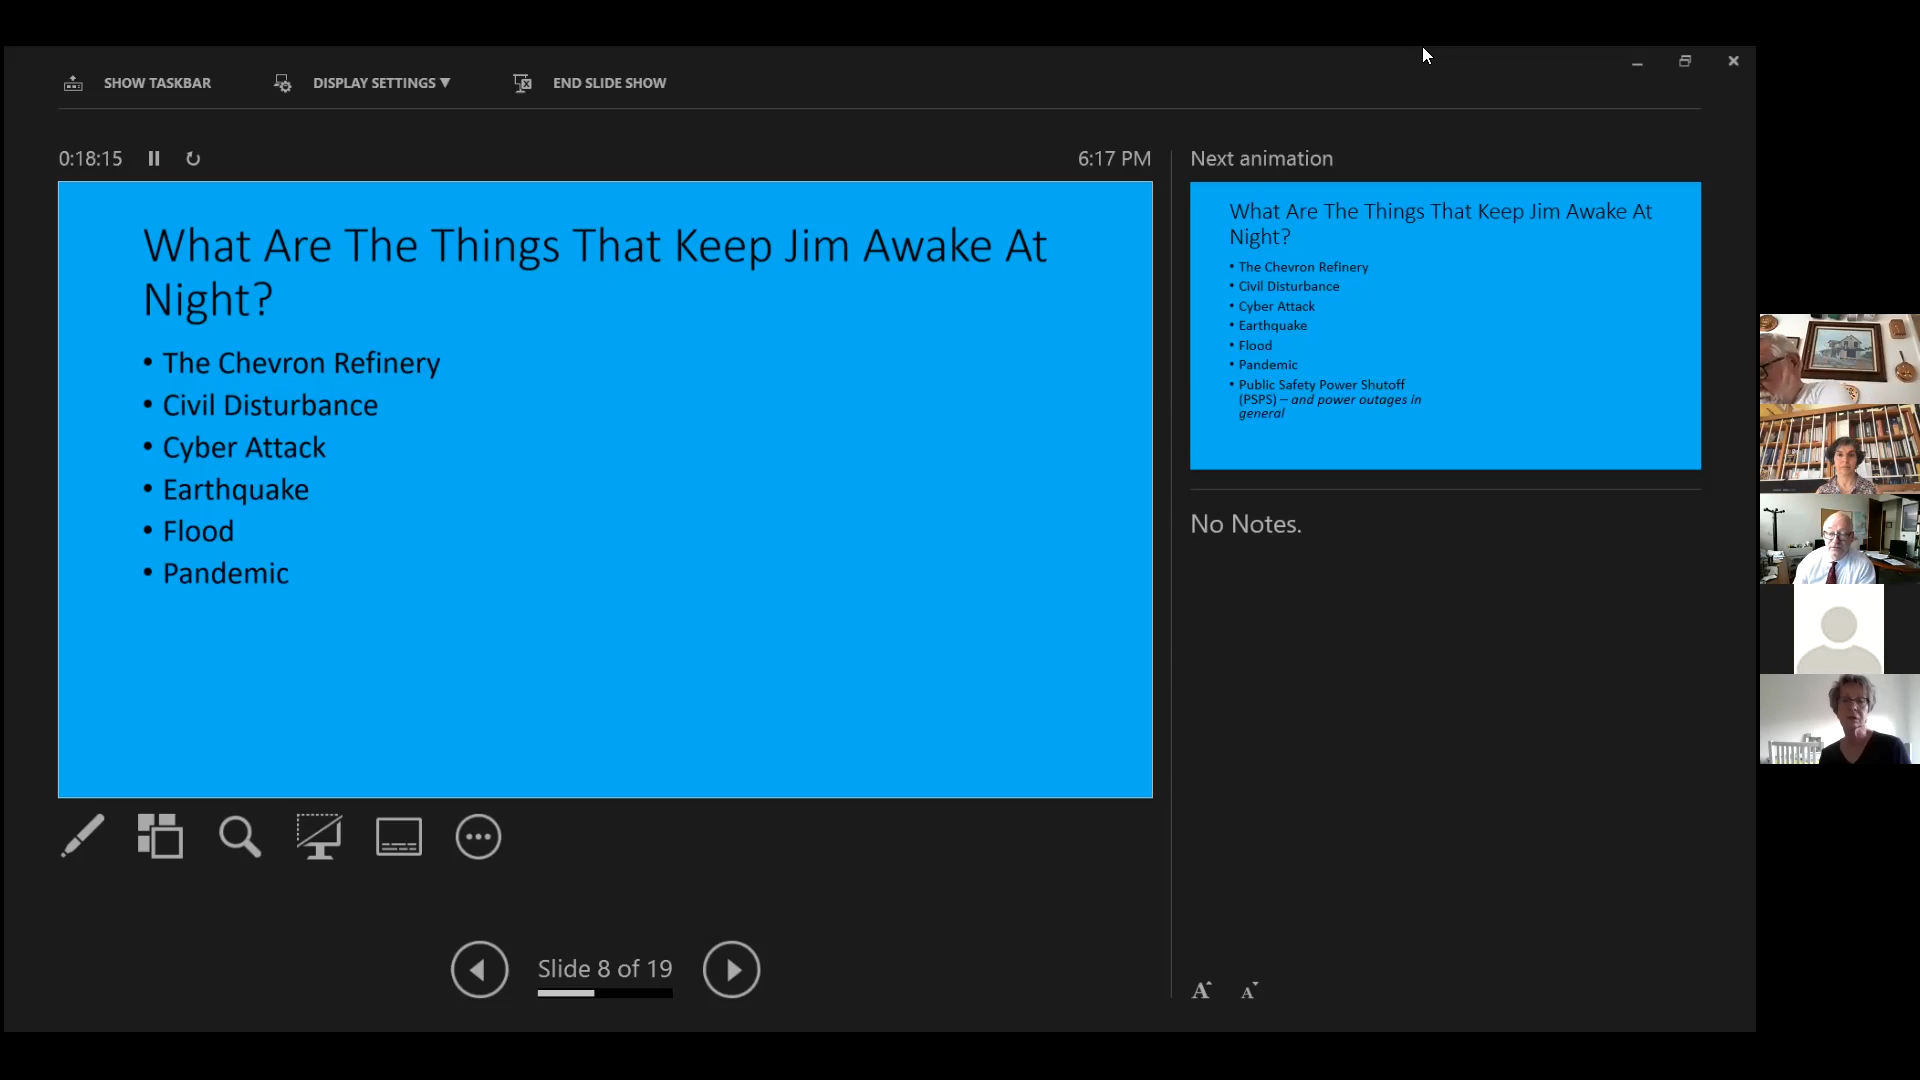 SHOW TASKBAR
DISPLAY SETTINGS ▼
END SLIDE SHOW
0:18:15
6:17 PM
What Are The Things That Keep Jim Awake At
Night?
• The Chevron Refinery
• Civil Disturbance
• Cyber Attack
• Earthquake
• Flood
• Pandemic
Slide 8 of 19
Next animation
What Are The Things That Keep Jim Awake At
Night?
• The Chevron Refinery
• Civil Disturbance
• Cyber Attack
• Earthquake
• Flood
• Pandemic
• Public Safety Power Shutoff
(PSPS) – and power outages in
general
No Notes.
A
A